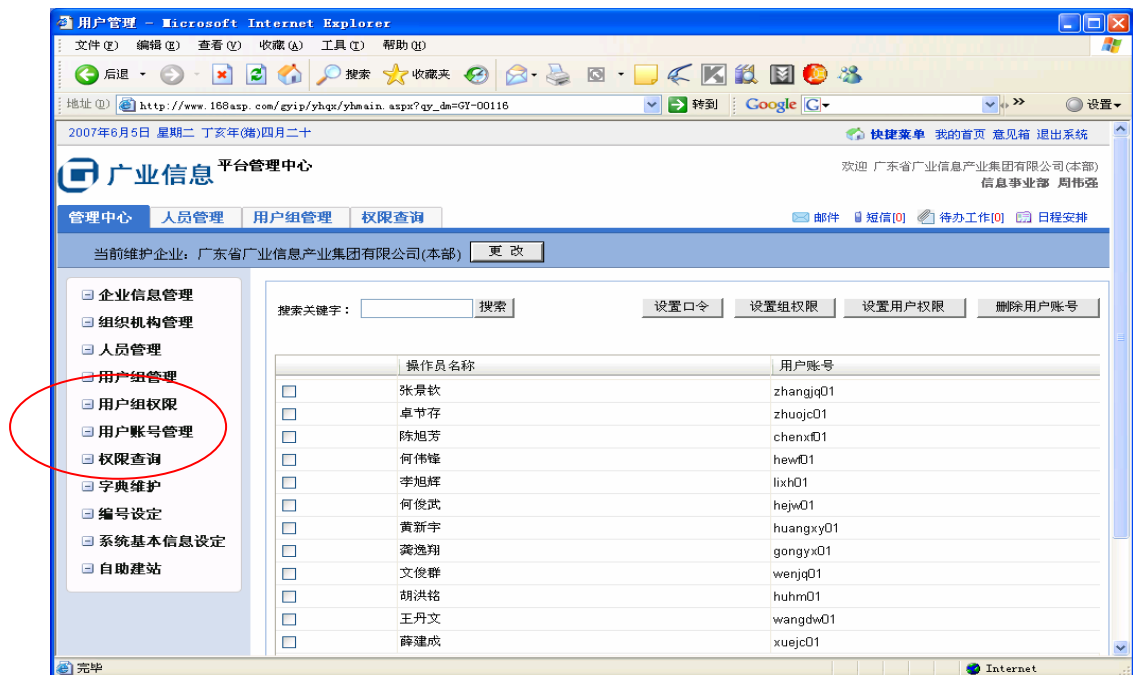 用户管理 - Microsoft Internet Explorer
文件(F) 编辑(E) 查看(V) 收藏(A) 工具(T) 帮助(H)
后退 搜索 收藏夹
地址(D) http://www.168asp.com/gyip/yhqx/yhmain.aspx?qy_dm=GY-00116 转到 Google G 设置
2007年6月5日 星期二 丁亥年(猪)四月二十 快捷菜单 我的首页 意见箱 退出系统
广业信息 平台管理中心 欢迎 广东省广业信息产业集团有限公司(本部)
信息事业部 周伟强
管理中心 人员管理 用户组管理 权限查询 邮件 短信[0] 待办工作[0] 日程安排
当前维护企业: 广东省广业信息产业集团有限公司(本部) 更 改
企业信息管理
组织机构管理
人员管理
用户组管理
用户组权限
用户账号管理
权限查询
字典维护
编号设定
系统基本信息设定
自助建站
搜索关键字: 搜索 设置口令 设置组权限 设置用户权限 删除用户账号
操作员名称 用户账号
张景钦 zhangjq01
卓节存 zhuojc01
陈旭芳 chenxf01
何伟锋 hewf01
李旭辉 lixh01
何俊武 hejw01
黄新宇 huangxy01
龚逸翔 gongyx01
文俊群 wenjq01
胡洪铭 huhm01
王丹文 wangdw01
薛建成 xuejc01
完毕 Internet